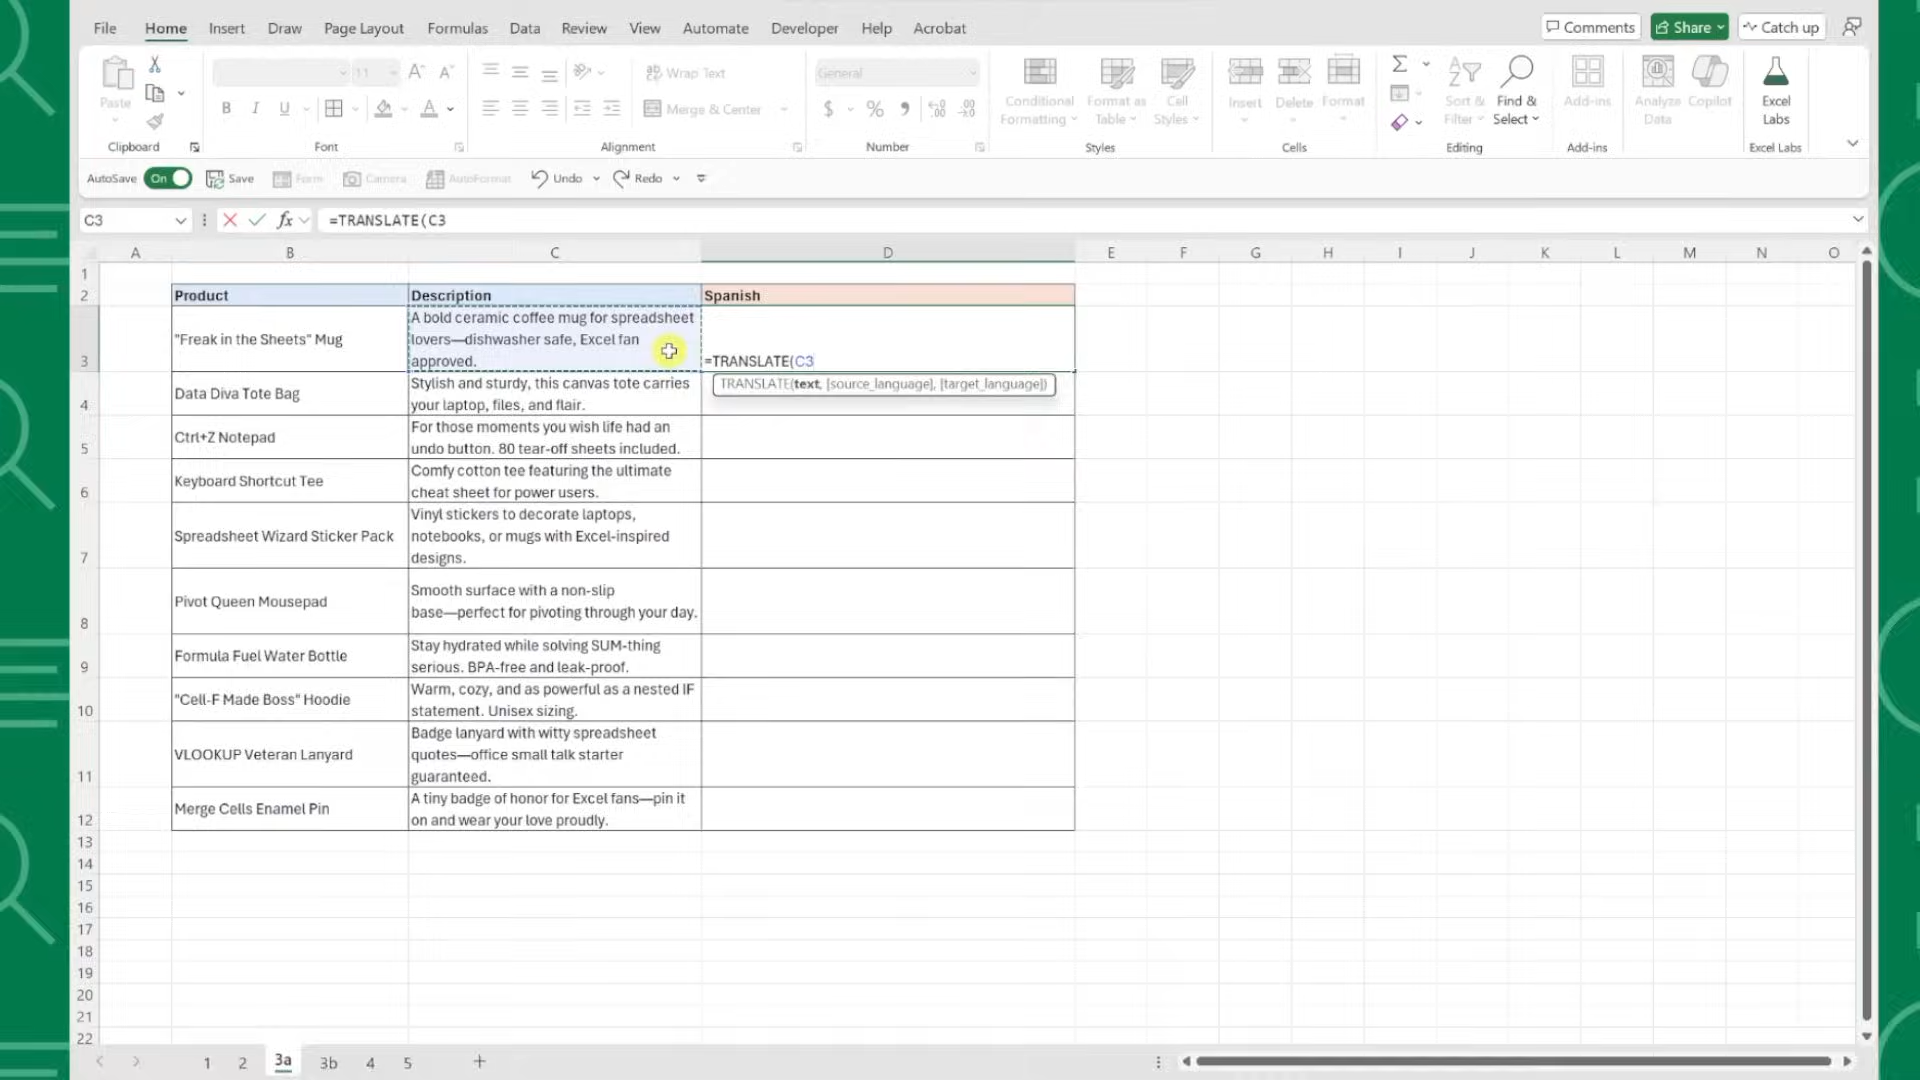 File Home Insert Draw Page Layout Formulas Data Review View Automate Developer Help Acrobat Comments Share Catch up
Paste
11
Wrap Text
Merge & Center
General
$ % 9
Conditional Formatting
Format as Table
Cell Styles
Insert Delete Format
Sort & Filter
Find & Select
Add-ins
Analyze Data
Copilot
Excel Labs
Clipboard Font Alignment Number Styles Cells Editing Add-ins Excel Labs
AutoSave On Save Form Camera AutoFormat Undo Redo
C3 fx =TRANSLATE(C3
A B C D E F G H I J K L M N O
1
2 Product Description Spanish
3 "Freak in the Sheets" Mug
A bold ceramic coffee mug for spreadsheet
lovers—dishwasher safe, Excel fan
approved.
=TRANSLATE(C3
TRANSLATE(text, [source_language], [target_language])
4 Data Diva Tote Bag
Stylish and sturdy, this canvas tote carries
your laptop, files, and flair.
5 Ctrl+Z Notepad
For those moments you wish life had an
undo button. 80 tear-off sheets included.
6 Keyboard Shortcut Tee
Comfy cotton tee featuring the ultimate
cheat sheet for power users.
7 Spreadsheet Wizard Sticker Pack
Vinyl stickers to decorate laptops,
notebooks, or mugs with Excel-inspired
designs.
8 Pivot Queen Mousepad
Smooth surface with a non-slip
base—perfect for pivoting through your day.
9 Formula Fuel Water Bottle
Stay hydrated while solving SUM-thing
serious. BPA-free and leak-proof.
10 "Cell-F Made Boss" Hoodie
Warm, cozy, and as powerful as a nested IF
statement. Unisex sizing.
11 VLOOKUP Veteran Lanyard
Badge lanyard with witty spreadsheet
quotes—office small talk starter
guaranteed.
12 Merge Cells Enamel Pin
A tiny badge of honor for Excel fans—pin it
on and wear your love proudly.
13
14
15
16
17
18
19
20
21
22
1 2 3a 3b 4 5